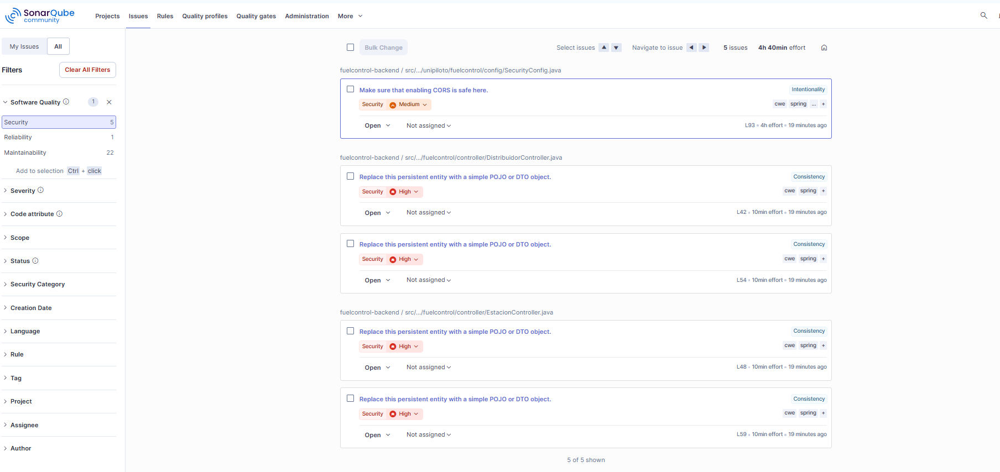 SonarQube
community
Projects Issues Rules Quality profiles Quality gates Administration More
My Issues All
Filters Clear All Filters
Software Quality 1
Security 5
Reliability 1
Maintainability 22
Add to selection Ctrl + click
Severity
Code attribute
Scope
Status
Security Category
Creation Date
Language
Rule
Tag
Project
Assignee
Author
Bulk Change Select issues Navigate to issue 5 issues 4h 40min effort
fuelcontrol-backend / src/.../unipiloto/fuelcontrol/config/SecurityConfig.java
Make sure that enabling CORS is safe here. Intentionality
Security Medium cwe spring ... +
Open Not assigned L93 • 4h effort • 19 minutes ago
fuelcontrol-backend / src/.../fuelcontrol/controller/DistribuidorController.java
Replace this persistent entity with a simple POJO or DTO object. Consistency
Security High cwe spring +
Open Not assigned L42 • 10min effort • 19 minutes ago
Replace this persistent entity with a simple POJO or DTO object. Consistency
Security High cwe spring +
Open Not assigned L54 • 10min effort • 19 minutes ago
fuelcontrol-backend / src/.../fuelcontrol/controller/EstacionController.java
Replace this persistent entity with a simple POJO or DTO object. Consistency
Security High cwe spring +
Open Not assigned L48 • 10min effort • 19 minutes ago
Replace this persistent entity with a simple POJO or DTO object. Consistency
Security High cwe spring +
Open Not assigned L59 • 10min effort • 19 minutes ago
5 of 5 shown